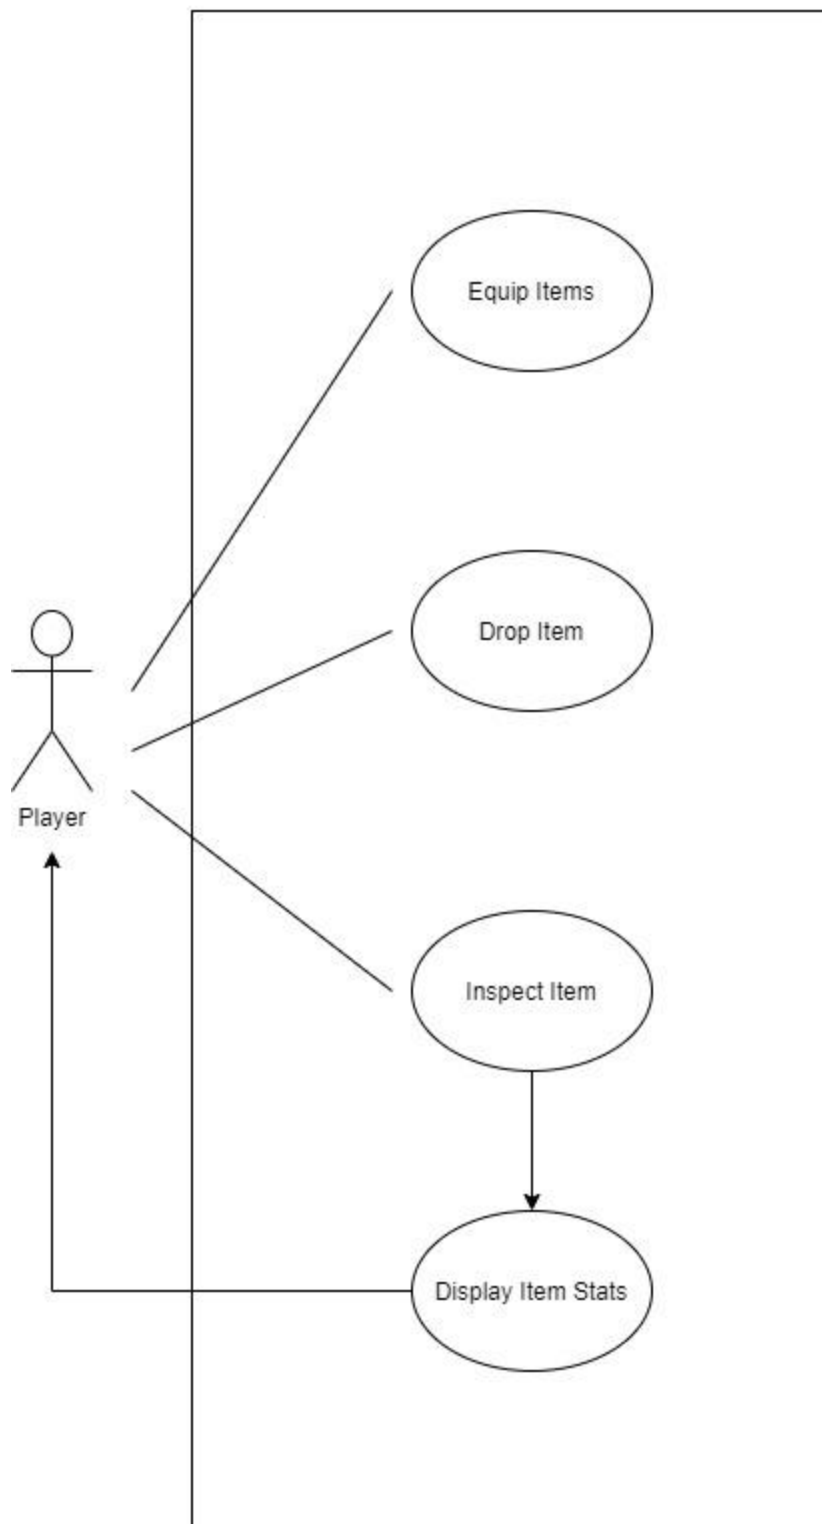 Equip Items
Drop Item
Player
Inspect Item
Display Item Stats